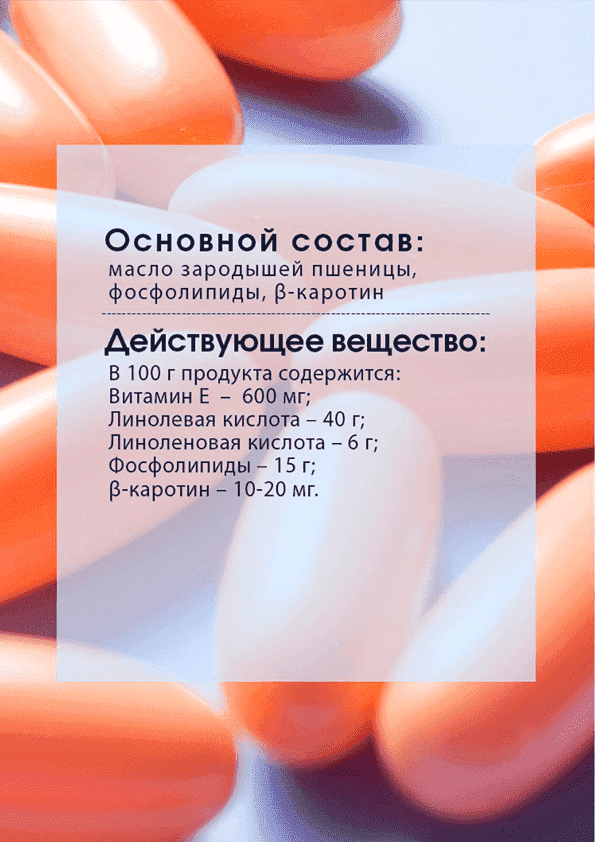 Основной состав:
масло зародышей пшеницы,
фосфолипиды, β-каротин
Действующее вещество:
В 100 г продукта содержится:
Витамин Е – 600 мг;
Линолевая кислота – 40 г;
Линоленовая кислота – 6 г;
Фосфолипиды – 15 г;
β-каротин – 10-20 мг.